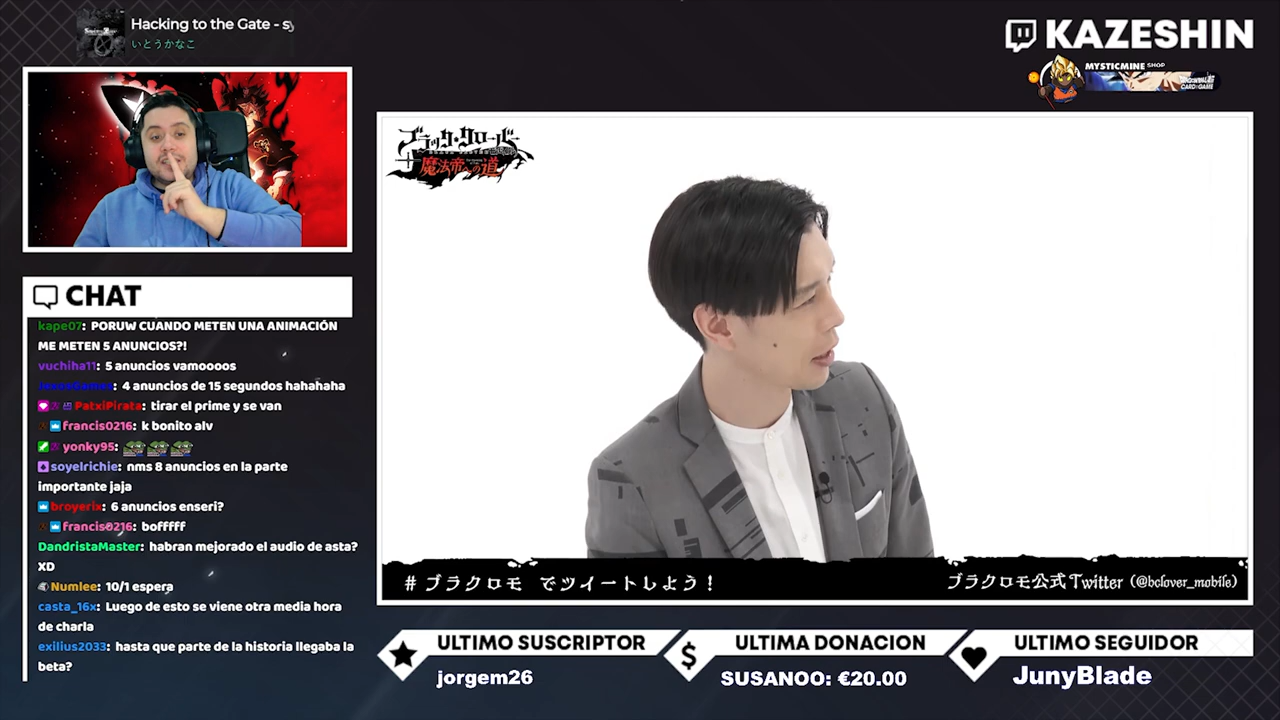 Hacking to the Gate - sy
いとうかなこ
KAZESHIN
MYSTICMINE SHOP
ブラック・クローバー
魔法帝への道
CHAT
kape07: PORUW CUANDO METEN UNA ANIMACIÓN
ME METEN 5 ANUNCIOS?!
vuchiha11: 5 anuncios vamoooos
: 4 anuncios de 15 segundos hahahaha
PatxiPirata: tirar el prime y se van
francis0216: k bonito alv
yonky95:
soyelrichie: nms 8 anuncios en la parte
importante jaja
broyerix: 6 anuncios enseri?
francis0216: bofffff
DandristaMaster: habran mejorado el audio de asta?
XD
Numlee: 10/1 espera
casta_16x: Luego de esto se viene otra media hora
de charla
exilius2033: hasta que parte de la historia llegaba la
beta?
#ブラクロモ でツイートしよう!
ブラクロモ公式Twitter (@bclover_mobile)
ULTIMO SUSCRIPTOR
jorgem26
ULTIMA DONACION
SUSANOO: €20.00
ULTIMO SEGUIDOR
JunyBlade